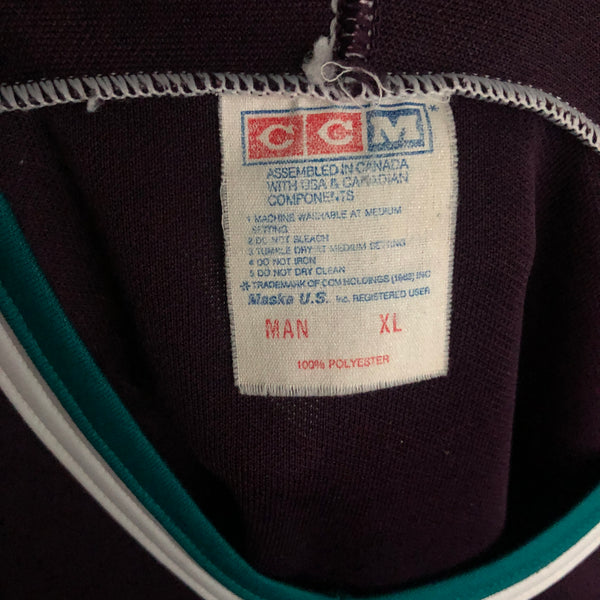 CCM*
ASSEMBLED IN CANADA
WITH USA & CANADIAN
COMPONENTS
1 MACHINE WASHABLE AT MEDIUM
SETTING
2 DO NOT BLEACH
3 TUMBLE DRY AT MEDIUM SETTING
4 DO NOT IRON
5 DO NOT DRY CLEAN
* TRADEMARK OF CCM HOLDINGS (1983) INC
Maska U.S. Inc. REGISTERED USER
MAN XL
100% POLYESTER